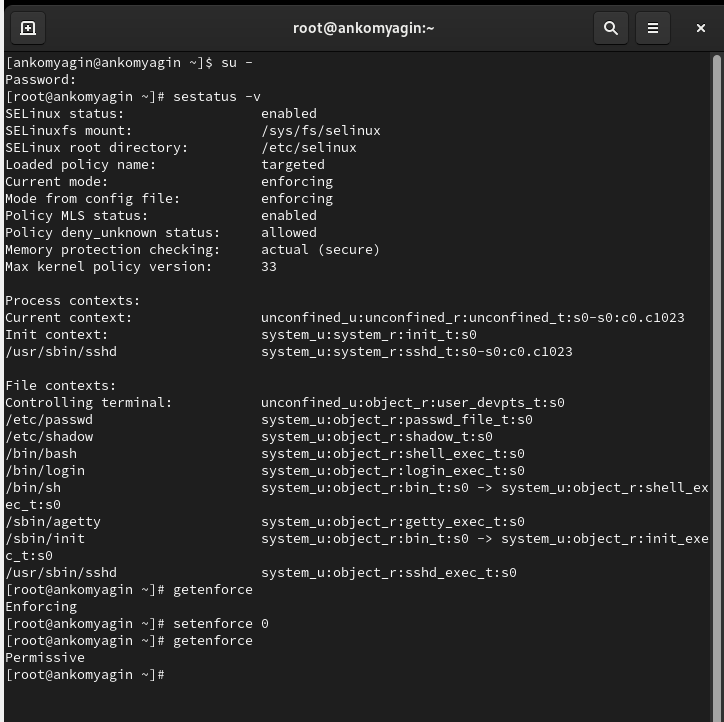 root@ankomyagin:~
[ankomyagin@ankomyagin ~]$ su -
Password:
[root@ankomyagin ~]# sestatus -v
SELinux status:                 enabled
SELinuxfs mount:                /sys/fs/selinux
SELinux root directory:         /etc/selinux
Loaded policy name:             targeted
Current mode:                   enforcing
Mode from config file:          enforcing
Policy MLS status:              enabled
Policy deny_unknown status:     allowed
Memory protection checking:     actual (secure)
Max kernel policy version:      33

Process contexts:
Current context:                unconfined_u:unconfined_r:unconfined_t:s0-s0:c0.c1023
Init context:                   system_u:system_r:init_t:s0
/usr/sbin/sshd                  system_u:system_r:sshd_t:s0-s0:c0.c1023

File contexts:
Controlling terminal:           unconfined_u:object_r:user_devpts_t:s0
/etc/passwd                     system_u:object_r:passwd_file_t:s0
/etc/shadow                     system_u:object_r:shadow_t:s0
/bin/bash                       system_u:object_r:shell_exec_t:s0
/bin/login                      system_u:object_r:login_exec_t:s0
/bin/sh                         system_u:object_r:bin_t:s0 -> system_u:object_r:shell_ex
ec_t:s0
/sbin/agetty                    system_u:object_r:getty_exec_t:s0
/sbin/init                      system_u:object_r:bin_t:s0 -> system_u:object_r:init_exe
c_t:s0
/usr/sbin/sshd                  system_u:object_r:sshd_exec_t:s0
[root@ankomyagin ~]# getenforce
Enforcing
[root@ankomyagin ~]# setenforce 0
[root@ankomyagin ~]# getenforce
Permissive
[root@ankomyagin ~]#